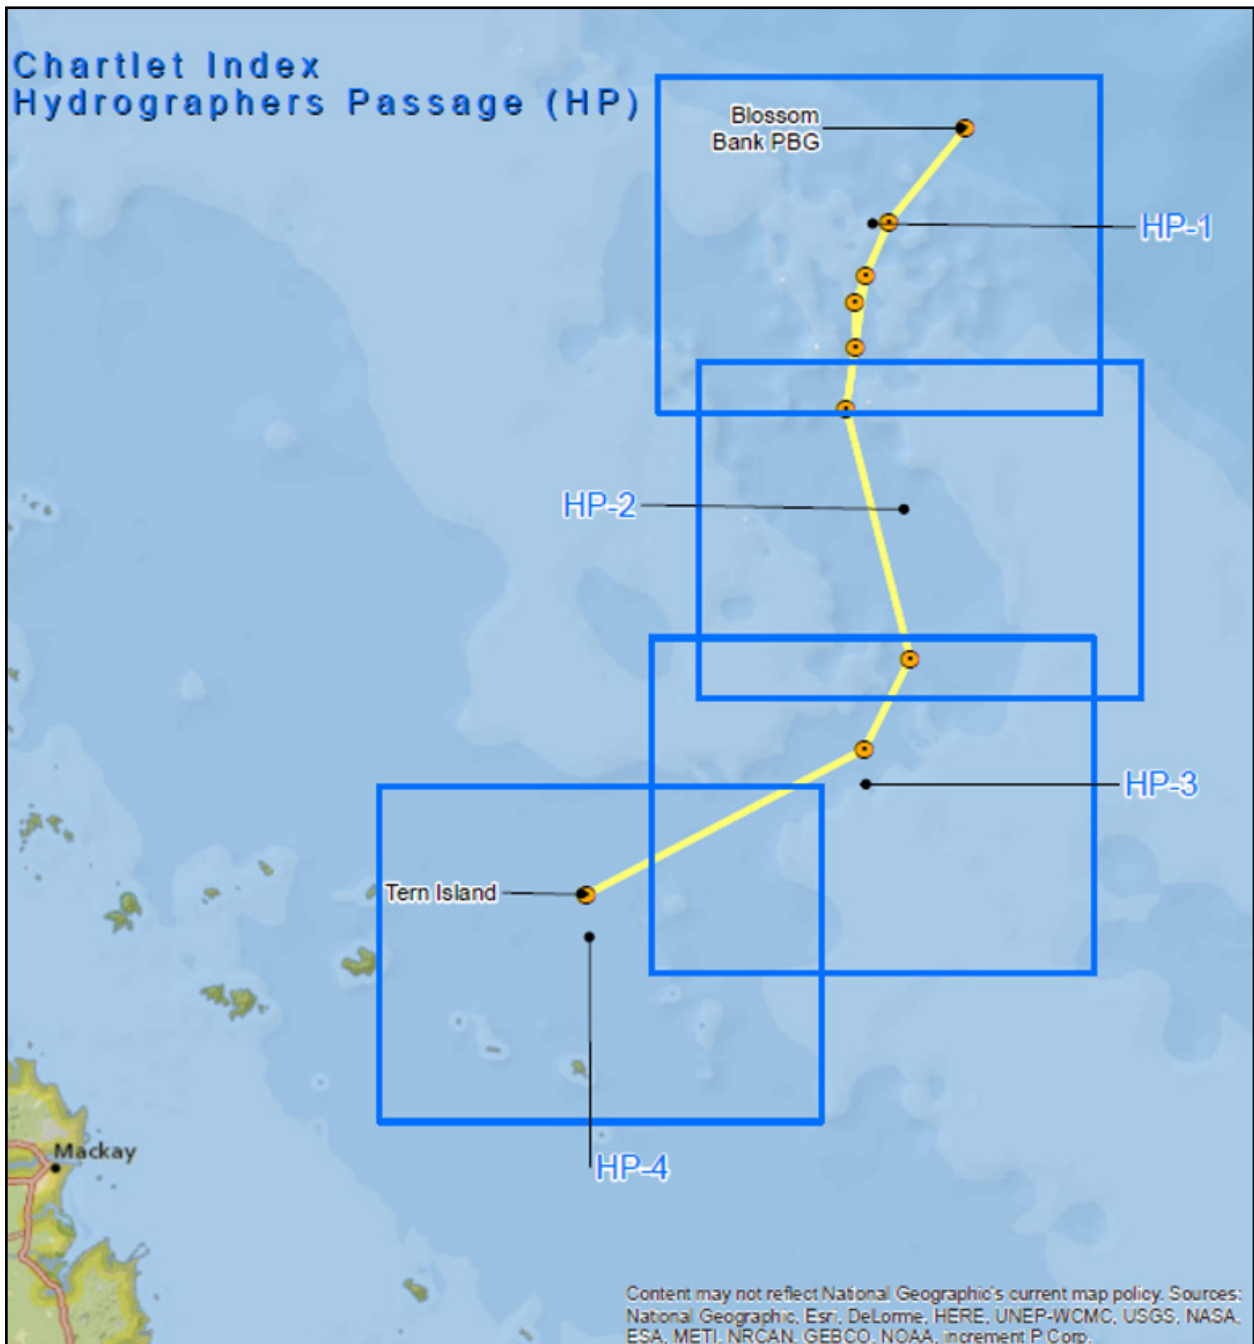 Chartlet Index
Hydrographers Passage (HP)
Blossom
Bank PBG
HP-1
HP-2
HP-3
Tern Island
Mackay
HP-4
Content may not reflect National Geographic's current map policy. Sources:
National Geographic, Esri, DeLorme, HERE, UNEP-WCMC, USGS, NASA,
ESA, METI, NRCAN, GEBCO, NOAA, increment P Corp.